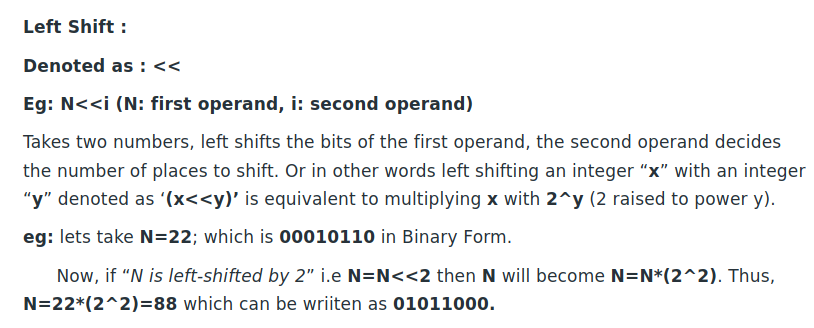 Left Shift :
Denoted as : <<
Eg: N<<i (N: first operand, i: second operand)
Takes two numbers, left shifts the bits of the first operand, the second operand decides
the number of places to shift. Or in other words left shifting an integer “x” with an integer
“y” denoted as ‘(x<<y)’ is equivalent to multiplying x with 2^y (2 raised to power y).
eg: lets take N=22; which is 00010110 in Binary Form.
Now, if “N is left-shifted by 2” i.e N=N<<2 then N will become N=N*(2^2). Thus,
N=22*(2^2)=88 which can be wriiten as 01011000.